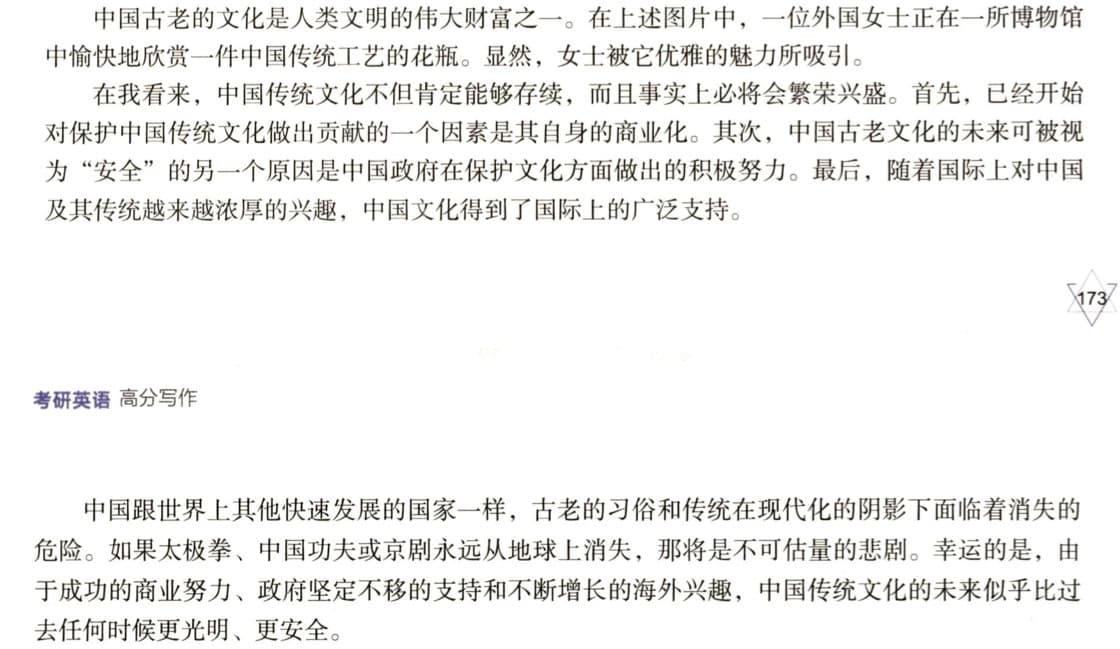 中国古老的文化是人类文明的伟大财富之一。在上述图片中，一位外国女士正在一所博物馆
中愉快地欣赏一件中国传统工艺的花瓶。显然，女士被它优雅的魅力所吸引。
在我看来，中国传统文化不但肯定能够存续，而且事实上必将会繁荣兴盛。首先，已经开始
对保护中国传统文化做出贡献的一个因素是其自身的商业化。其次，中国古老文化的未来可被视
为“安全”的另一个原因是中国政府在保护文化方面做出的积极努力。最后，随着国际上对中国
及其传统越来越浓厚的兴趣，中国文化得到了国际上的广泛支持。
173
考研英语 高分写作
中国跟世界上其他快速发展的国家一样，古老的习俗和传统在现代化的阴影下面临着消失的
危险。如果太极拳、中国功夫或京剧永远从地球上消失，那将是不可估量的悲剧。幸运的是，由
于成功的商业努力、政府坚定不移的支持和不断增长的海外兴趣，中国传统文化的未来似乎比过
去任何时候更光明、更安全。